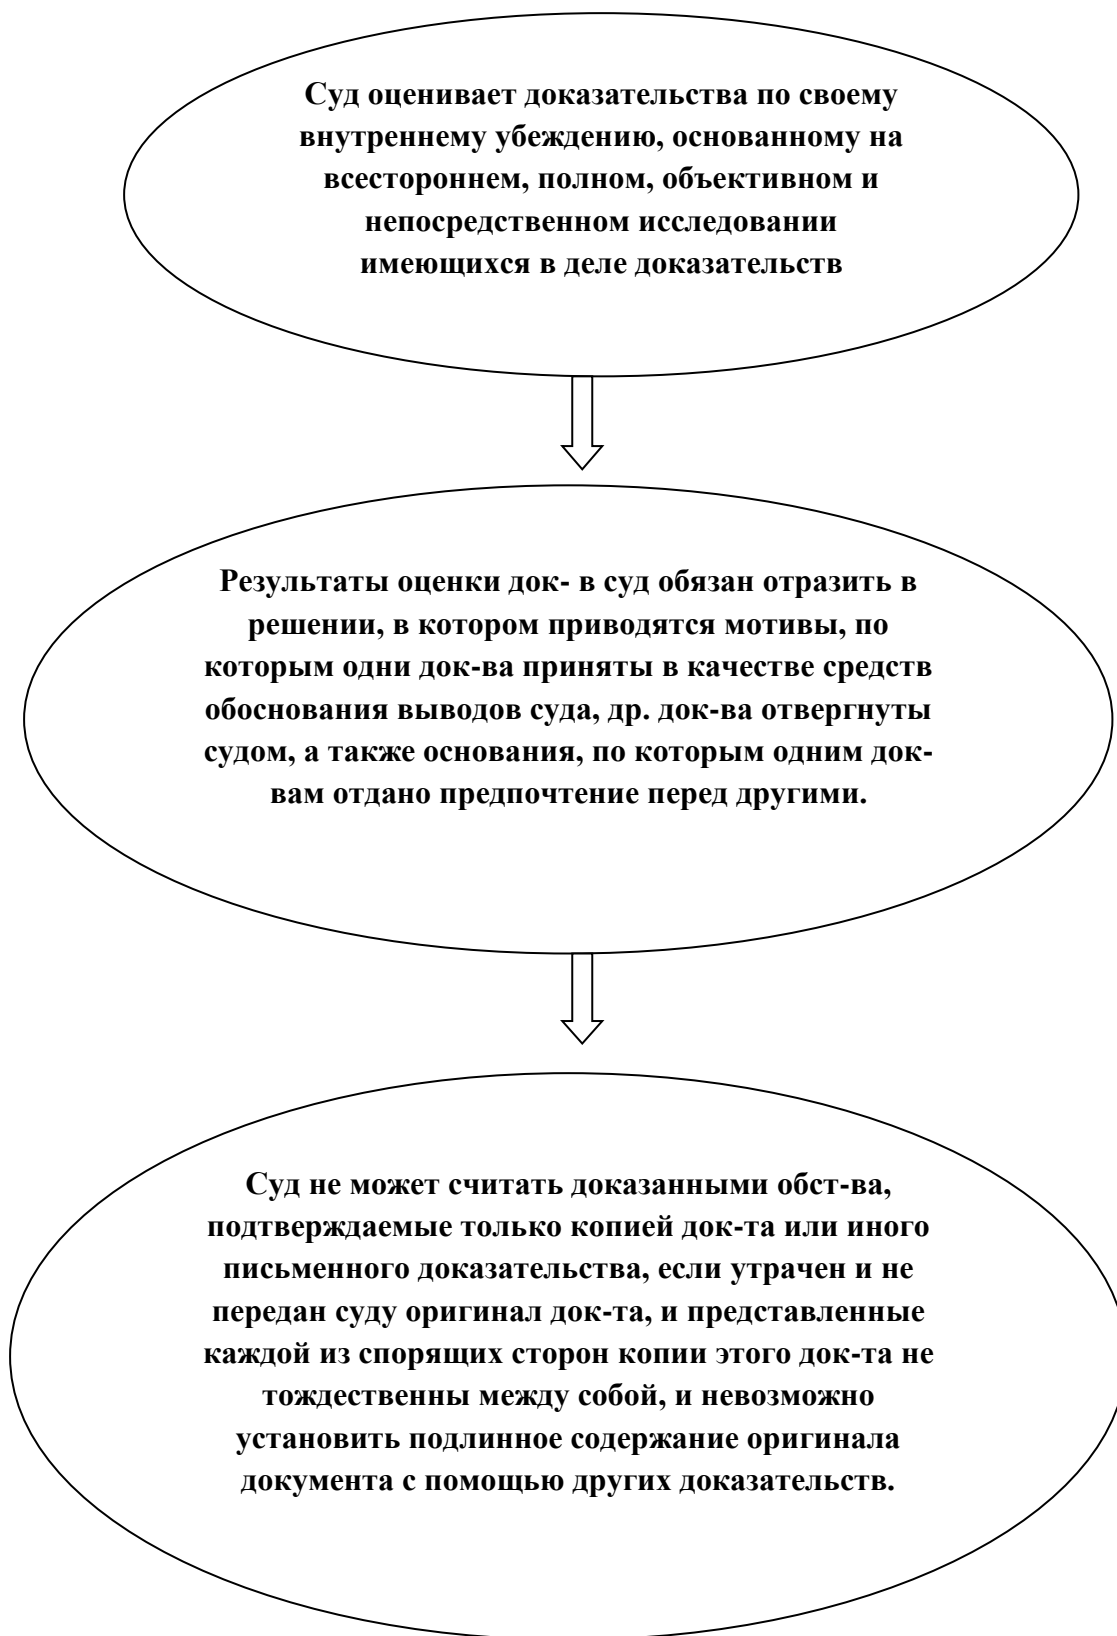 Суд оценивает доказательства по своему
внутреннему убеждению, основанному на
всестороннем, полном, объективном и
непосредственном исследовании
имеющихся в деле доказательств
Результаты оценки док- в суд обязан отразить в
решении, в котором приводятся мотивы, по
которым одни док-ва приняты в качестве средств
обоснования выводов суда, др. док-ва отвергнуты
судом, а также основания, по которым одним док-
вам отдано предпочтение перед другими.
Суд не может считать доказанными обст-ва,
подтверждаемые только копией док-та или иного
письменного доказательства, если утрачен и не
передан суду оригинал док-та, и представленные
каждой из спорящих сторон копии этого док-та не
тождественны между собой, и невозможно
установить подлинное содержание оригинала
документа с помощью других доказательств.